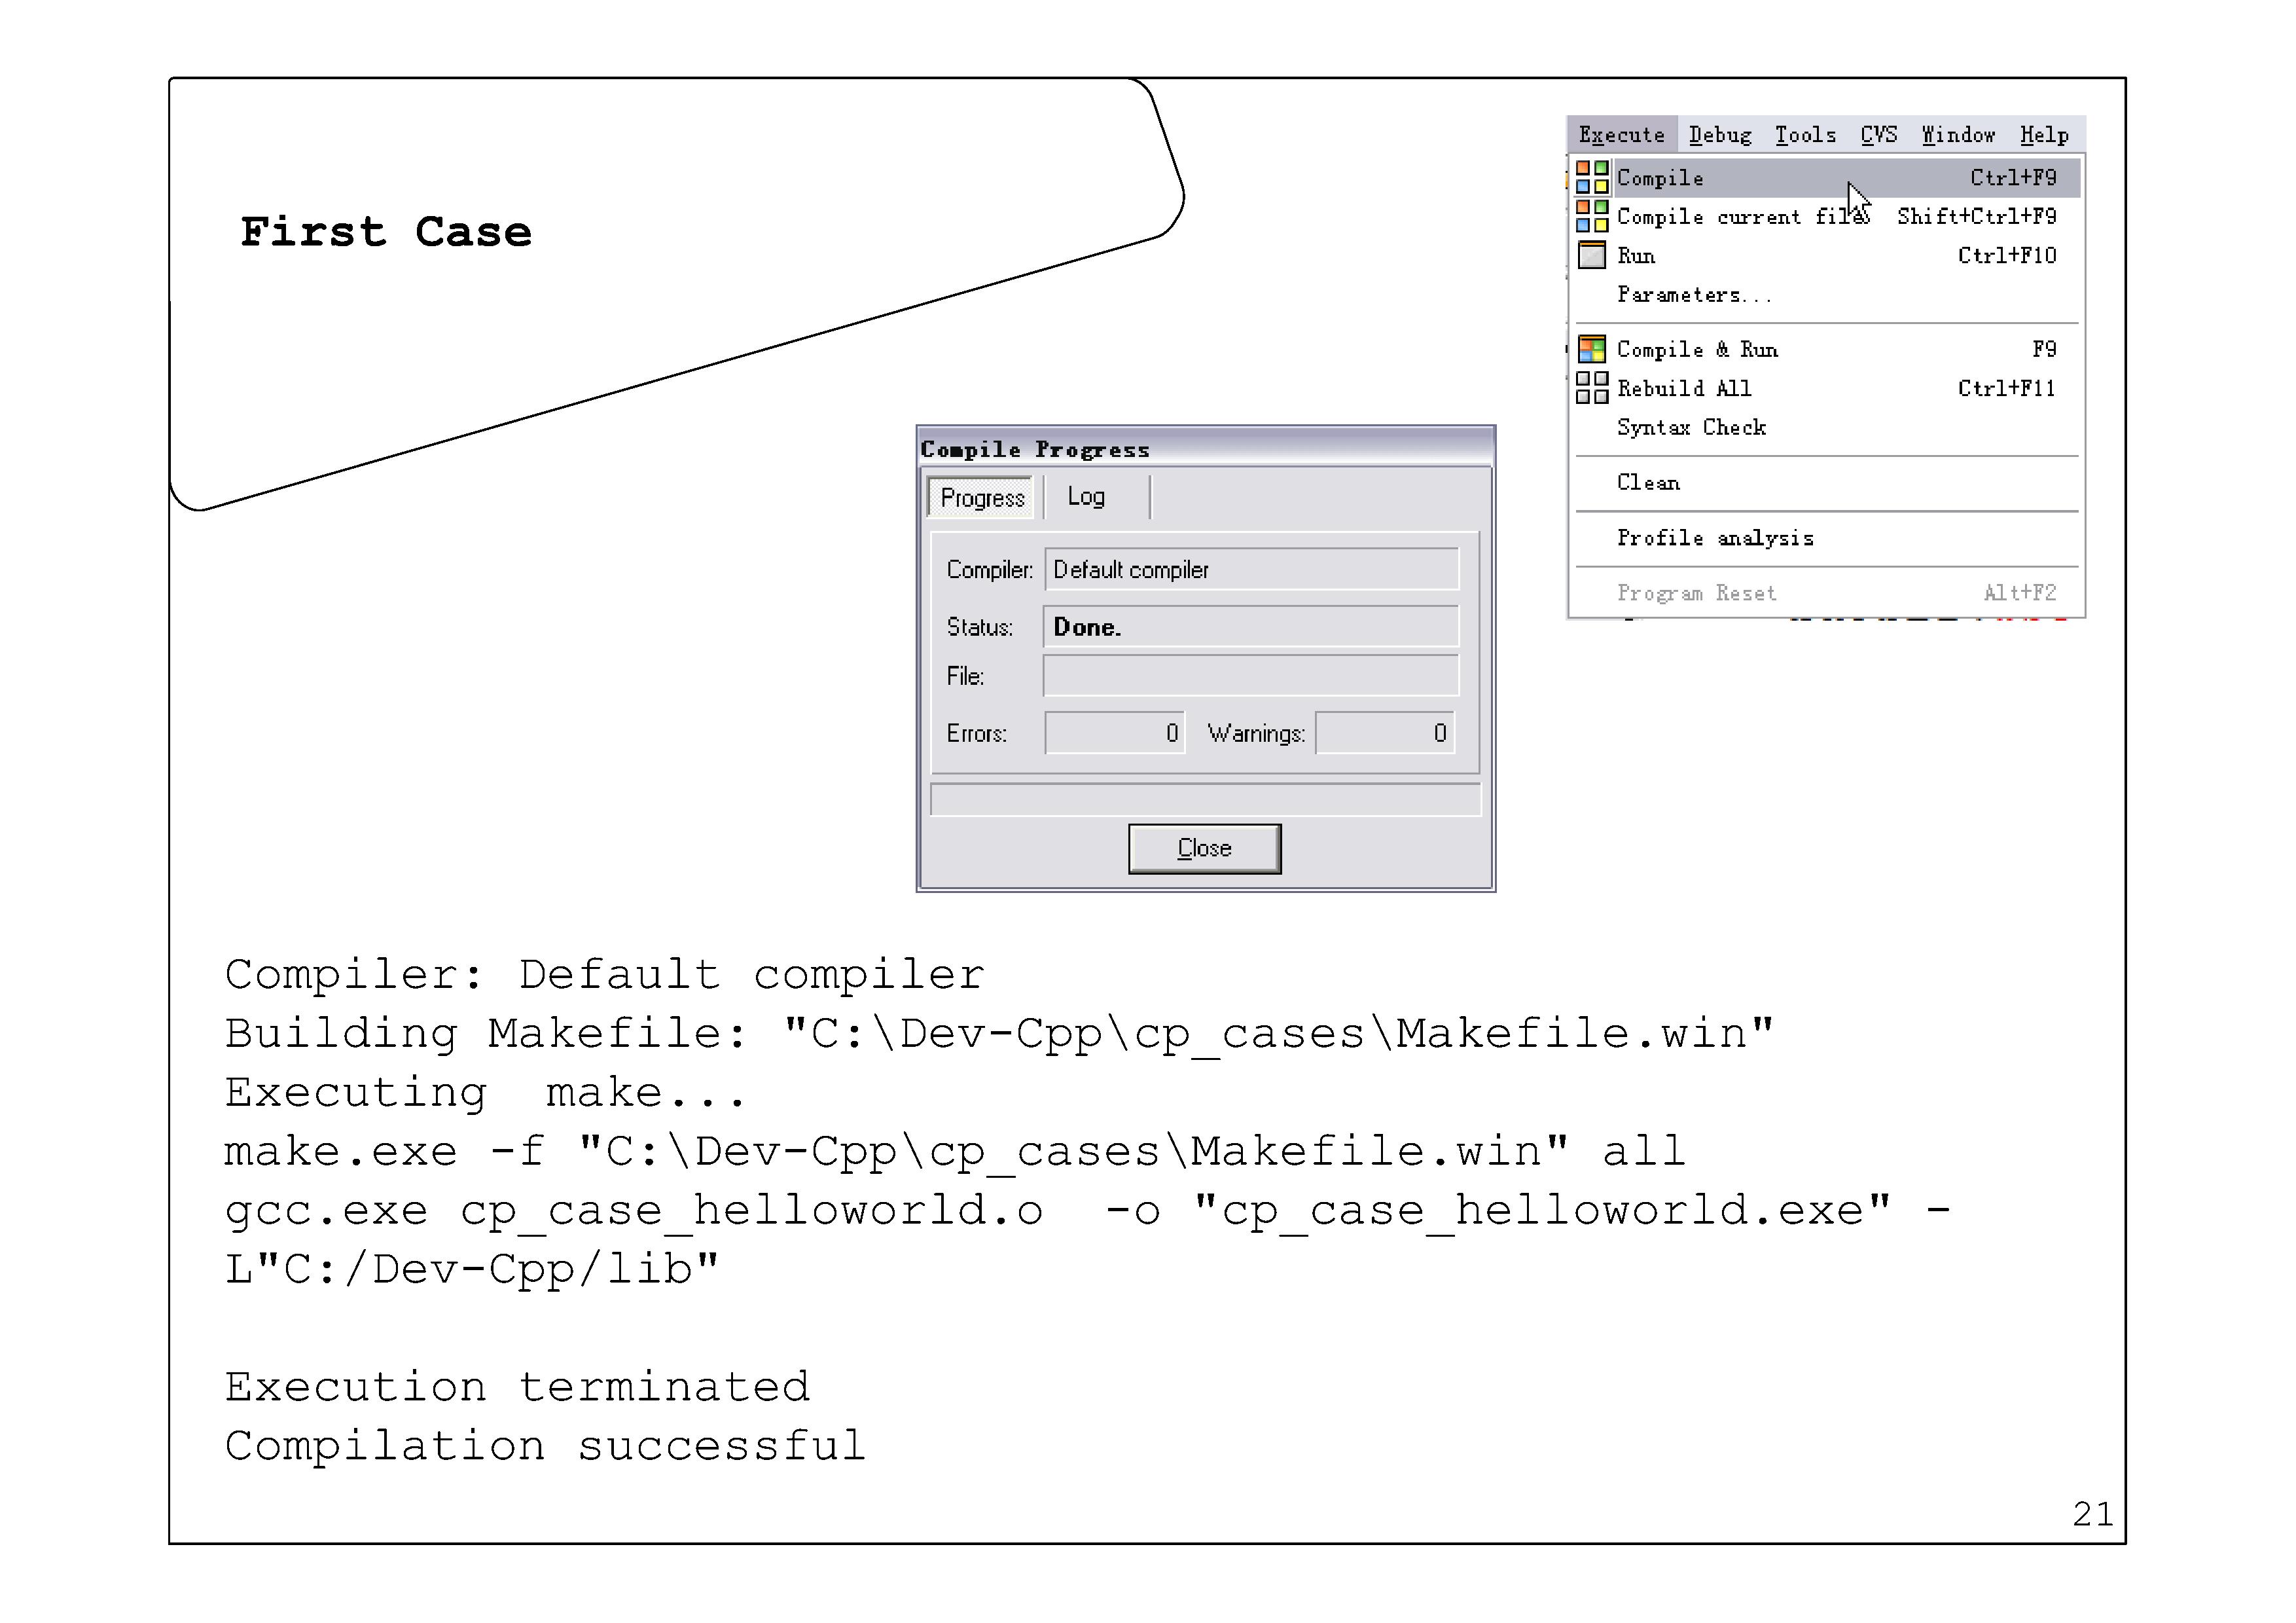 First Case
Execute Debug Tools CVS Window Help
Compile Ctrl+F9
Compile current file Shift+Ctrl+F9
Run Ctrl+F10
Parameters...
Compile & Run F9
Rebuild All Ctrl+F11
Syntax Check
Clean
Profile analysis
Program Reset Alt+F2
Compile Progress
Progress Log
Compiler: Default compiler
Status: Done.
File:
Errors: 0 Warnings: 0
Close
Compiler: Default compiler
Building Makefile: "C:\Dev-Cpp\cp_cases\Makefile.win"
Executing  make...
make.exe -f "C:\Dev-Cpp\cp_cases\Makefile.win" all
gcc.exe cp_case_helloworld.o  -o "cp_case_helloworld.exe" -
L"C:/Dev-Cpp/lib"
Execution terminated
Compilation successful
21